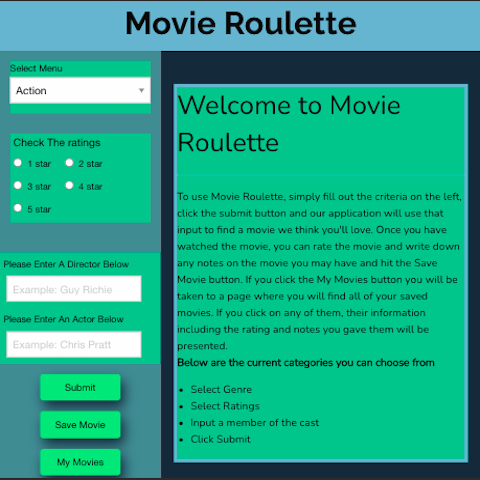 Movie Roulette
Select Menu
Action
Check The ratings
1 star 2 star
3 star 4 star
5 star
Please Enter A Director Below
Example: Guy Richie
Please Enter An Actor Below
Example: Chris Pratt
Submit
Save Movie
My Movies
Welcome to Movie
Roulette
To use Movie Roulette, simply fill out the criteria on the left,
click the submit button and our application will use that
input to find a movie we think you'll love. Once you have
watched the movie, you can rate the movie and write down
any notes on the movie you may have and hit the Save
Movie button. If you click the My Movies button you will be
taken to a page where you will find all of your saved
movies. If you click on any of them, their information
including the rating and notes you gave them will be
presented.
Below are the current categories you can choose from
• Select Genre
• Select Ratings
• Input a member of the cast
• Click Submit